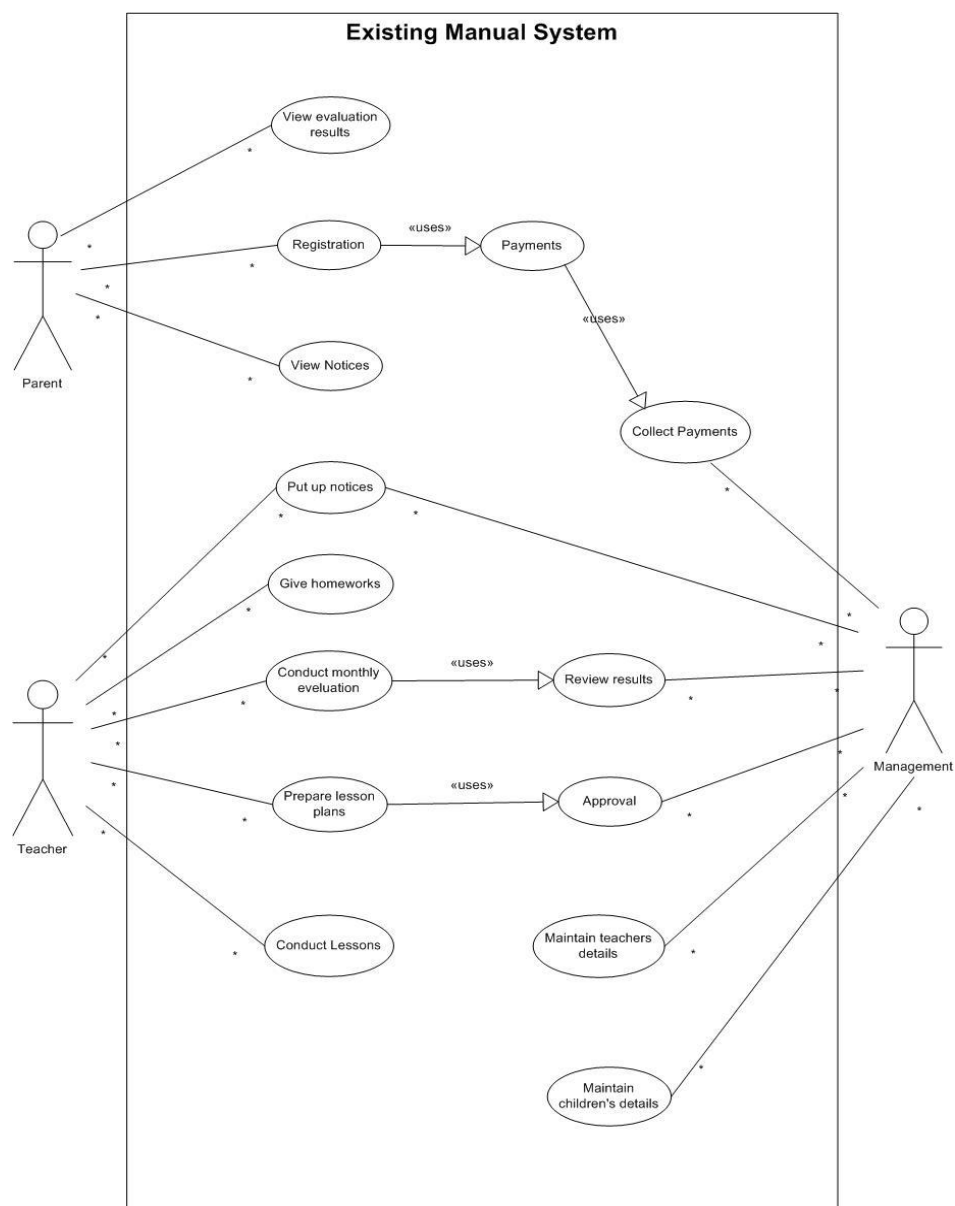 Existing Manual System
View evaluation
results
*
*
Registration
«uses»
Payments
*
*
«uses»
*
View Notices
*
Parent
Collect Payments
*
Put up notices
*
*
Give homeworks
*
*
*
*
Conduct monthly
eveluation
«uses»
Review results
*
*
*
*
*
*
Management
Prepare lesson
plans
«uses»
Approval
*
*
*
*
*
*
Teacher
*
Conduct Lessons
*
Maintain teachers
details
*
Maintain
children's details
*